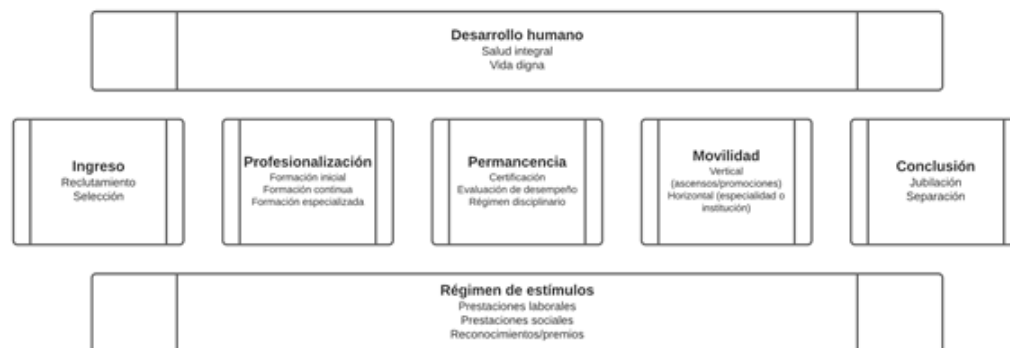 Desarrollo humano
Salud integral
Vida digna
Ingreso
Reclutamiento
Selección
Profesionalización
Formación inicial
Formación continua
Formación especializada
Permancencia
Certificación
Evaluación de desempeño
Régimen disciplinario
Movilidad
Vertical
(ascensos/promociones)
Horizontal (especialidad o
institución)
Conclusión
Jubilación
Separación
Régimen de estímulos
Prestaciones laborales
Prestaciones sociales
Reconocimientos/premios